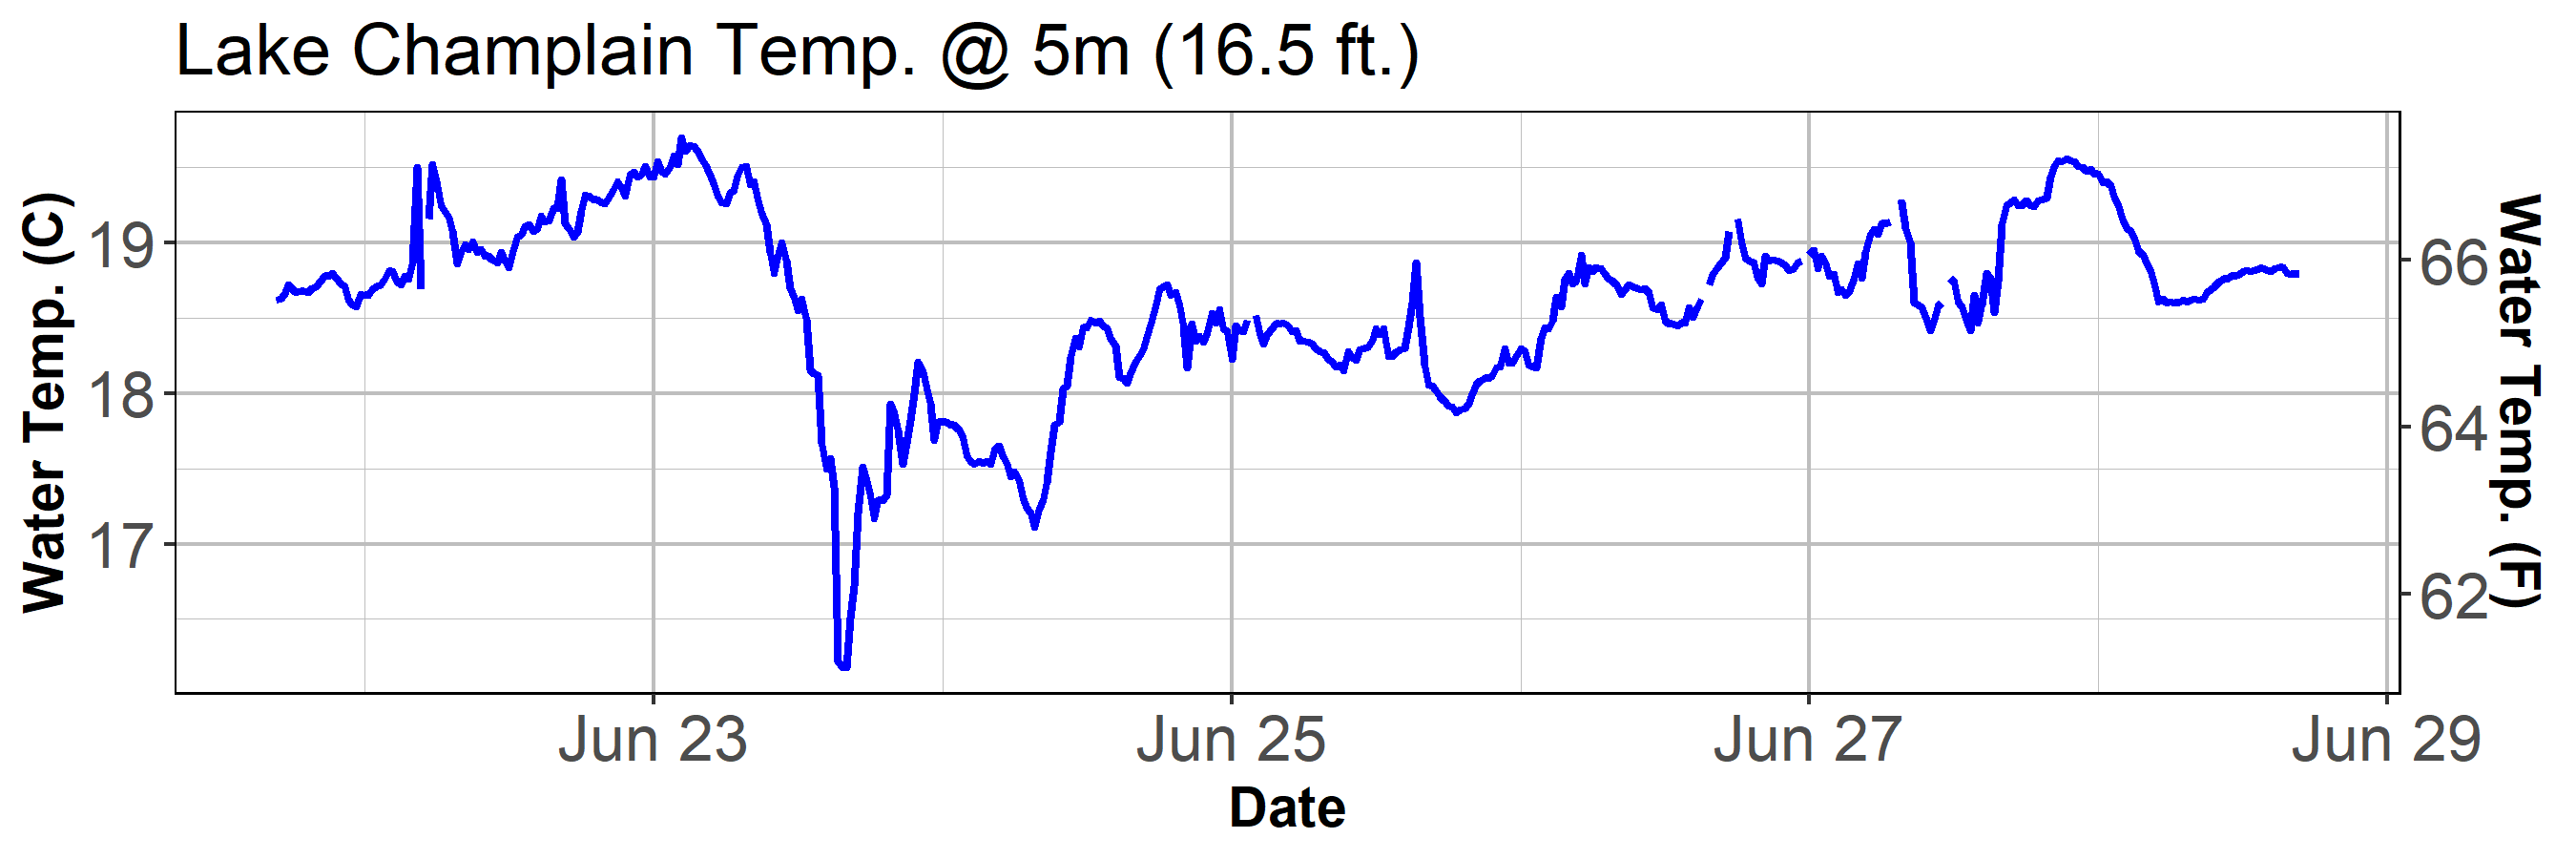 Lake Champlain Temp. @ 5m (16.5 ft.)
Water Temp. (C)
19
18
17
66
64
62
Water Temp. (F)
Jun 23 Jun 25 Jun 27 Jun 29
Date